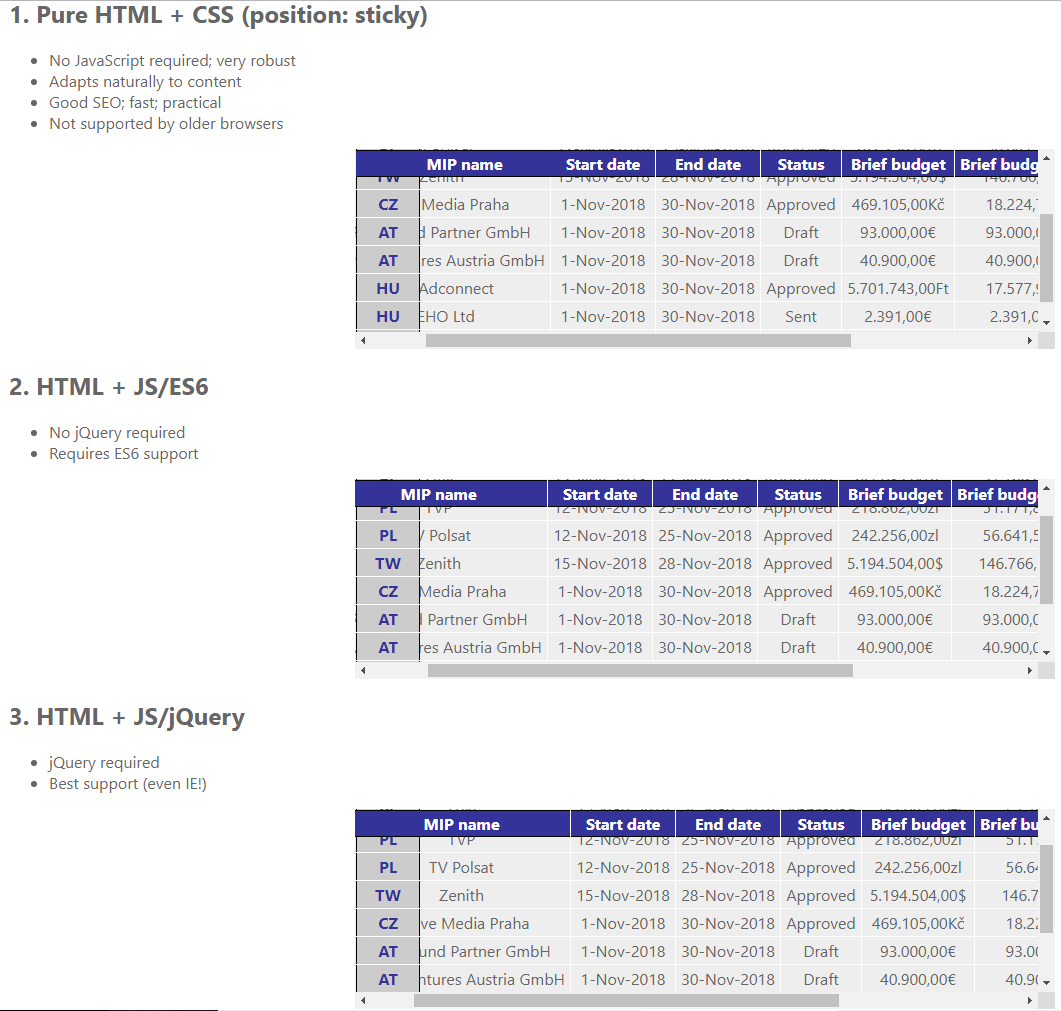 1. Pure HTML + CSS (position: sticky)
• No JavaScript required; very robust
• Adapts naturally to content
• Good SEO; fast; practical
• Not supported by older browsers
MIP name Start date End date Status Brief budget Brief budg
TW Zenith 15-Nov-2018 28-Nov-2018 Approved 5.194.504,00$ 146.766,
CZ Media Praha 1-Nov-2018 30-Nov-2018 Approved 469.105,00Kč 18.224,7
AT d Partner GmbH 1-Nov-2018 30-Nov-2018 Draft 93.000,00€ 93.000,0
AT res Austria GmbH 1-Nov-2018 30-Nov-2018 Draft 40.900,00€ 40.900,0
HU Adconnect 1-Nov-2018 30-Nov-2018 Approved 5.701.743,00Ft 17.577,9
HU EHO Ltd 1-Nov-2018 30-Nov-2018 Sent 2.391,00€ 2.391,0
2. HTML + JS/ES6
• No jQuery required
• Requires ES6 support
MIP name Start date End date Status Brief budget Brief budg
PL TVP 12-Nov-2018 25-Nov-2018 Approved 218.862,00zl 51.171,8
PL V Polsat 12-Nov-2018 25-Nov-2018 Approved 242.256,00zl 56.641,5
TW Zenith 15-Nov-2018 28-Nov-2018 Approved 5.194.504,00$ 146.766,
CZ Media Praha 1-Nov-2018 30-Nov-2018 Approved 469.105,00Kč 18.224,7
AT d Partner GmbH 1-Nov-2018 30-Nov-2018 Draft 93.000,00€ 93.000,0
AT res Austria GmbH 1-Nov-2018 30-Nov-2018 Draft 40.900,00€ 40.900,0
3. HTML + JS/jQuery
• jQuery required
• Best support (even IE!)
MIP name Start date End date Status Brief budget Brief bu
PL TVP 12-Nov-2018 25-Nov-2018 Approved 218.862,00zl 51.1
PL TV Polsat 12-Nov-2018 25-Nov-2018 Approved 242.256,00zl 56.64
TW Zenith 15-Nov-2018 28-Nov-2018 Approved 5.194.504,00$ 146.7
CZ ve Media Praha 1-Nov-2018 30-Nov-2018 Approved 469.105,00Kč 18.22
AT und Partner GmbH 1-Nov-2018 30-Nov-2018 Draft 93.000,00€ 93.00
AT ntures Austria GmbH 1-Nov-2018 30-Nov-2018 Draft 40.900,00€ 40.90